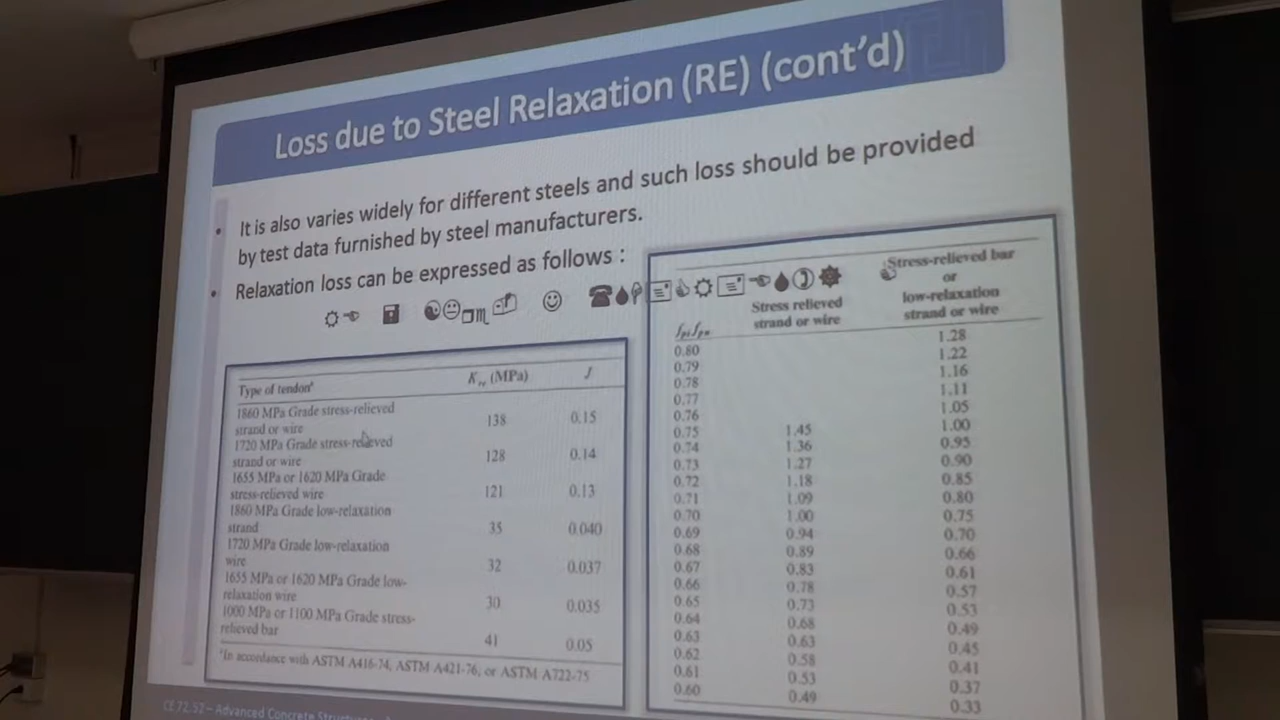 Loss due to Steel Relaxation (RE) (cont'd)
• It is also varies widely for different steels and such loss should be provided
by test data furnished by steel manufacturers.
• Relaxation loss can be expressed as follows :
Type of tendonᵃ Kre (MPa) J
1860 MPa Grade stress-relieved
strand or wire 138 0.15
1720 MPa Grade stress-relieved
strand or wire 128 0.14
1655 MPa or 1620 MPa Grade
stress-relieved wire 121 0.13
1860 MPa Grade low-relaxation
strand 35 0.040
1720 MPa Grade low-relaxation
wire 32 0.037
1655 MPa or 1620 MPa Grade low-
relaxation wire 30 0.035
1000 MPa or 1100 MPa Grade stress-
relieved bar 41 0.05
ᵃIn accordance with ASTM A416-74, ASTM A421-76, or ASTM A722-75
Stress-relieved bar
or
Stress relieved low-relaxation
fpi/fpu strand or wire strand or wire
0.80 1.28
0.79 1.22
0.78 1.16
0.77 1.11
0.76 1.05
0.75 1.45 1.00
0.74 1.36 0.95
0.73 1.27 0.90
0.72 1.18 0.85
0.71 1.09 0.80
0.70 1.00 0.75
0.69 0.94 0.70
0.68 0.89 0.66
0.67 0.83 0.61
0.66 0.78 0.57
0.65 0.73 0.53
0.64 0.68 0.49
0.63 0.63 0.45
0.62 0.58 0.41
0.61 0.53 0.37
0.60 0.49 0.33
CE 72.52 – Advanced Concrete